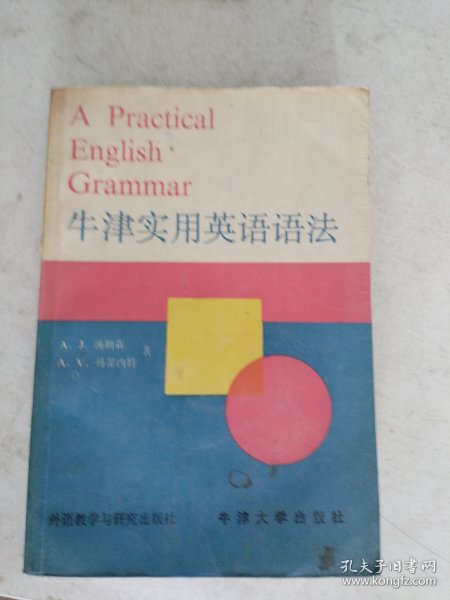 A Practical
English
Grammar
牛津实用英语语法
A. J. 汤姆森
A. V. 马蒂内特
著
外语教学与研究出版社
牛津大学出版社
孔夫子旧书网
www.kongfz.com